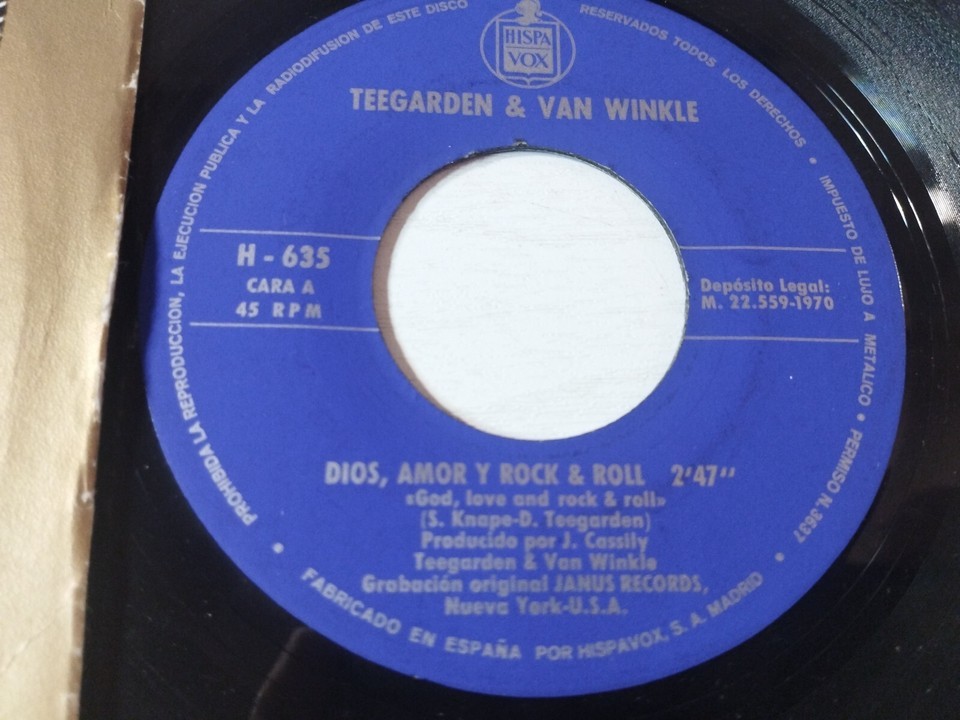 HISPA
VOX
TEEGARDEN & VAN WINKLE
H - 635
CARA A
45 RPM
Depósito Legal:
M. 22.559-1970
DIOS, AMOR Y ROCK & ROLL 2'47''
«God, love and rock & roll»
(S. Knape-D. Teegarden)
Producido por J. Cassily
Teegarden & Van Winkle
Grabación original JANUS RECORDS,
Nueva York-U.S.A.
PROHIBIDA LA REPRODUCCIÓN, LA EJECUCION PUBLICA Y LA RADIODIFUSION DE ESTE DISCO
RESERVADOS TODOS LOS DERECHOS • IMPUESTO DE LUJO A METALICO • PERMISO N. 3637
• FABRICADO EN ESPAÑA POR HISPAVOX, S. A. MADRID •